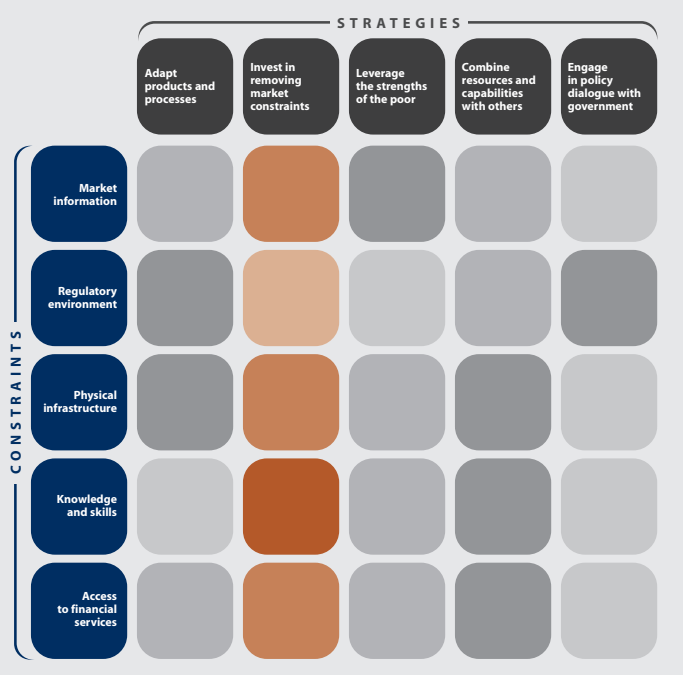 STRATEGIES
Adapt
products and
processes
Invest in
removing
market
constraints
Leverage
the strengths
of the poor
Combine
resources and
capabilities
with others
Engage
in policy
dialogue with
government
CONSTRAINTS
Market
information
Regulatory
environment
Physical
infrastructure
Knowledge
and skills
Access
to financial
services